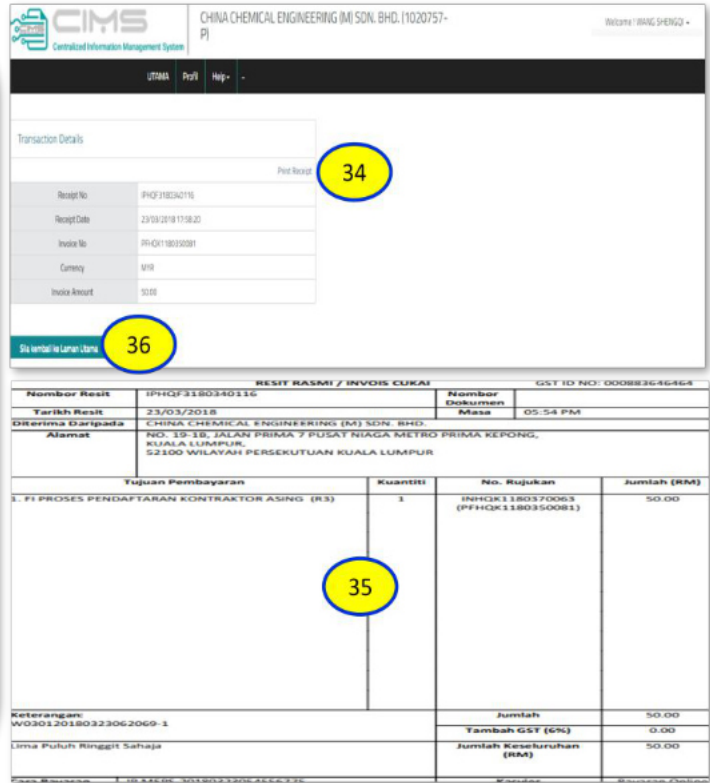 CIMS
Centralized Information Management System
CHINA CHEMICAL ENGINEERING (M) SDN. BHD. (1020757-
P)
Welcome ! WANG SHENGQI
UTAMA Profil Help
Transaction Details
Print Receipt
34
Receipt No IPHQF3180340116
Receipt Date 23/03/2018 17:58:20
Invoice No PFHQK1180350081
Currency MYR
Invoice Amount 50.00
Sila kembali ke Laman Utama
36
RESIT RASMI / INVOIS CUKAI GST ID NO: 000883646464
Nombor Resit IPHQF3180340116 Nombor
Dokumen
Tarikh Resit 23/03/2018 Masa 05:54 PM
Diterima Daripada CHINA CHEMICAL ENGINEERING (M) SDN. BHD.
Alamat NO. 19-1B, JALAN PRIMA 7 PUSAT NIAGA METRO PRIMA KEPONG,
KUALA LUMPUR,
52100 WILAYAH PERSEKUTUAN KUALA LUMPUR
Tujuan Pembayaran Kuantiti No. Rujukan Jumlah (RM)
1. FI PROSES PENDAFTARAN KONTRAKTOR ASING (R3) 1 INHQK1180370063 50.00
(PFHQK1180350081)
35
Keterangan: Jumlah 50.00
W030120180323062069-1
Tambah GST (6%) 0.00
Lima Puluh Ringgit Sahaja Jumlah Keseluruhan 50.00
(RM)
Cara Bayaran